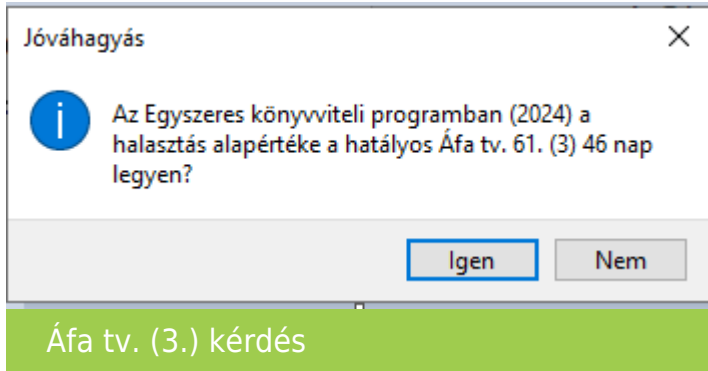 Jóváhagyás
Az Egyszeres könyvviteli programban (2024) a
halasztás alapértéke a hatályos Áfa tv. 61. (3) 46 nap
legyen?
Igen
Nem
Áfa tv. (3.) kérdés